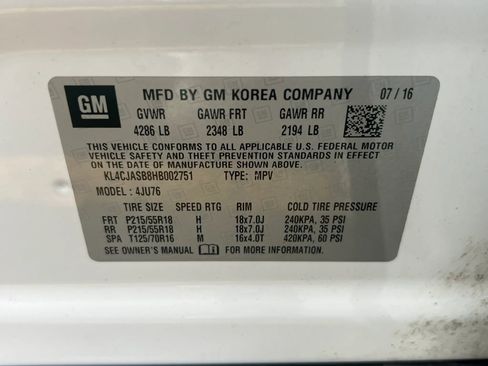 GM MFD BY GM KOREA COMPANY 07/16
GVWR GAWR FRT GAWR RR
4286 LB 2348 LB 2194 LB
THIS VEHICLE CONFORMS TO ALL APPLICABLE U.S. FEDERAL MOTOR
VEHICLE SAFETY, BUMPER, AND THEFT PREVENTION STANDARDS IN
EFFECT ON THE DATE OF MANUFACTURE SHOWN ABOVE.
KL4CJASB8HB002751 TYPE: MPV
MODEL: 4JU76
TIRE SIZE SPEED RTG RIM COLD TIRE PRESSURE
FRT P215/55R18 H 18x7.0J 240KPA, 35 PSI
RR P215/55R18 H 18x7.0J 240KPA, 35 PSI
SPA T125/70R16 M 16x4.0T 420KPA, 60 PSI
SEE OWNER'S MANUAL FOR MORE INFORMATION.